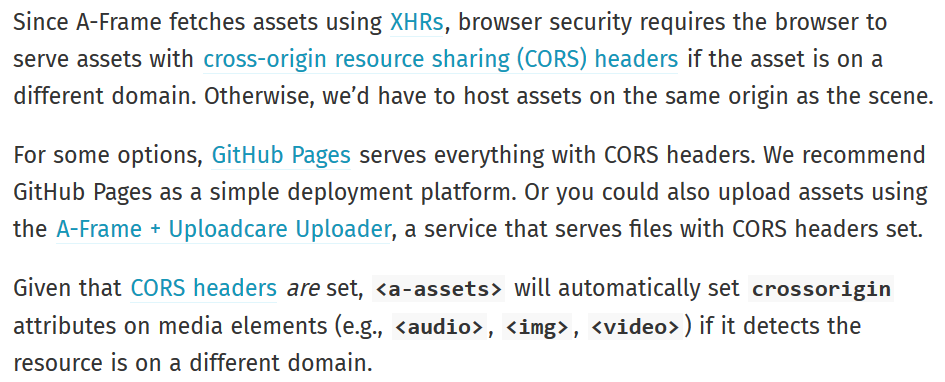 Since A-Frame fetches assets using XHRs, browser security requires the browser to
serve assets with cross-origin resource sharing (CORS) headers if the asset is on a
different domain. Otherwise, we’d have to host assets on the same origin as the scene.
For some options, GitHub Pages serves everything with CORS headers. We recommend
GitHub Pages as a simple deployment platform. Or you could also upload assets using
the A-Frame + Uploadcare Uploader, a service that serves files with CORS headers set.
Given that CORS headers are set, <a-assets> will automatically set crossorigin
attributes on media elements (e.g., <audio>, <img>, <video>) if it detects the
resource is on a different domain.